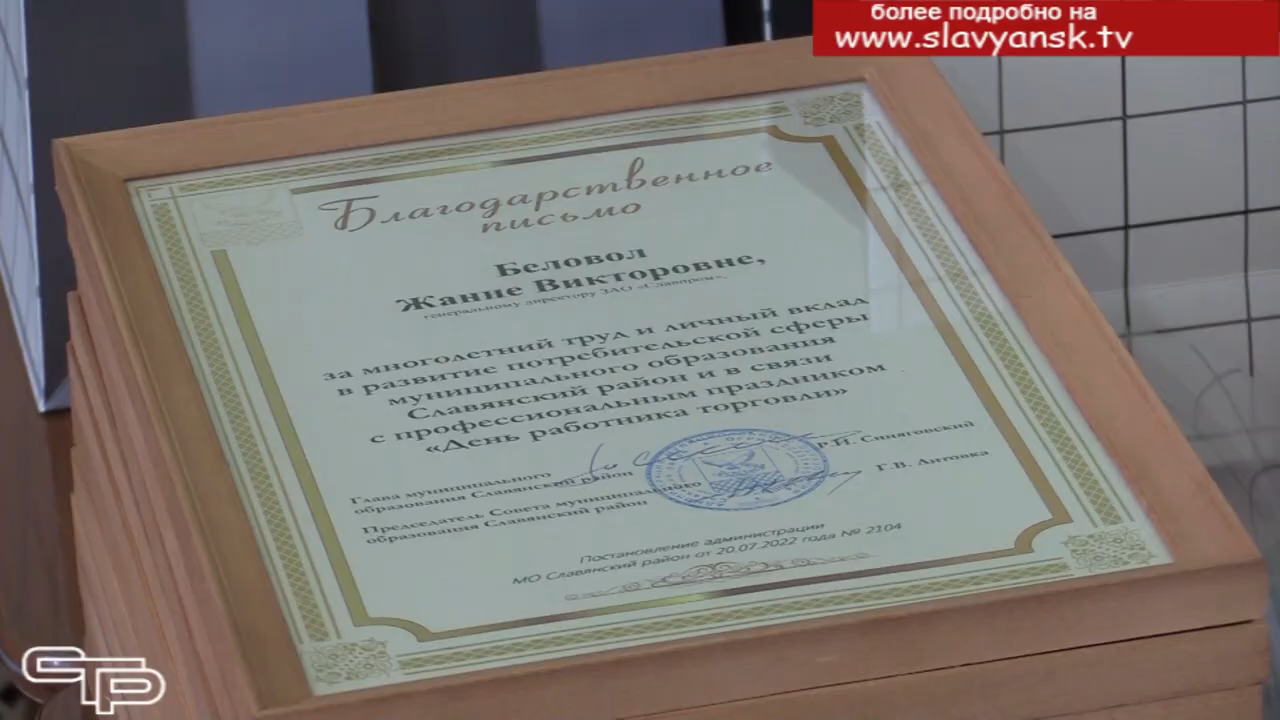 более подробно на
www.slavyansk.tv
Благодарственное
письмо
Беловол
Жанне Викторовне,
генеральному директору ЗАО «Славпром»,
за многолетний труд и личный вклад
в развитие потребительской сферы
муниципального образования
Славянский район и в связи
с профессиональным праздником
«День работника торговли»
Глава муниципального
образования Славянский район
Р.И. Синяговский
Председатель Совета муниципального
образования Славянский район
Г.В. Литовка
Постановление администрации
МО Славянский район от 20.07.2022 года № 2104
СТР